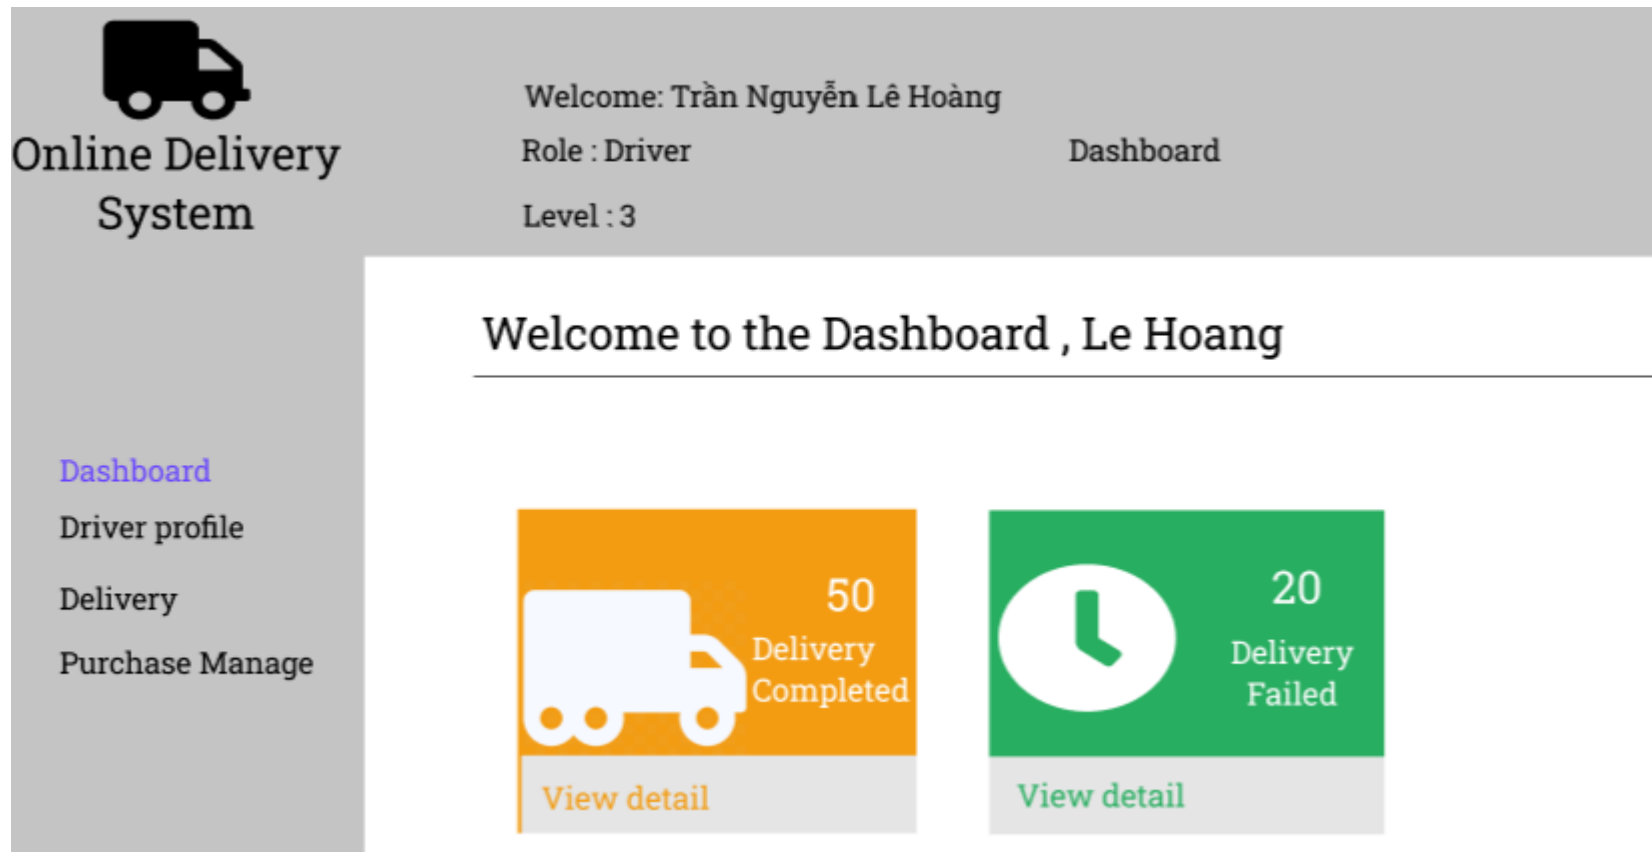 Online Delivery
System
Welcome: Trần Nguyễn Lê Hoàng
Role : Driver
Dashboard
Level : 3
Welcome to the Dashboard , Le Hoang
Dashboard
Driver profile
Delivery
Purchase Manage
50
Delivery
Completed
View detail
20
Delivery
Failed
View detail